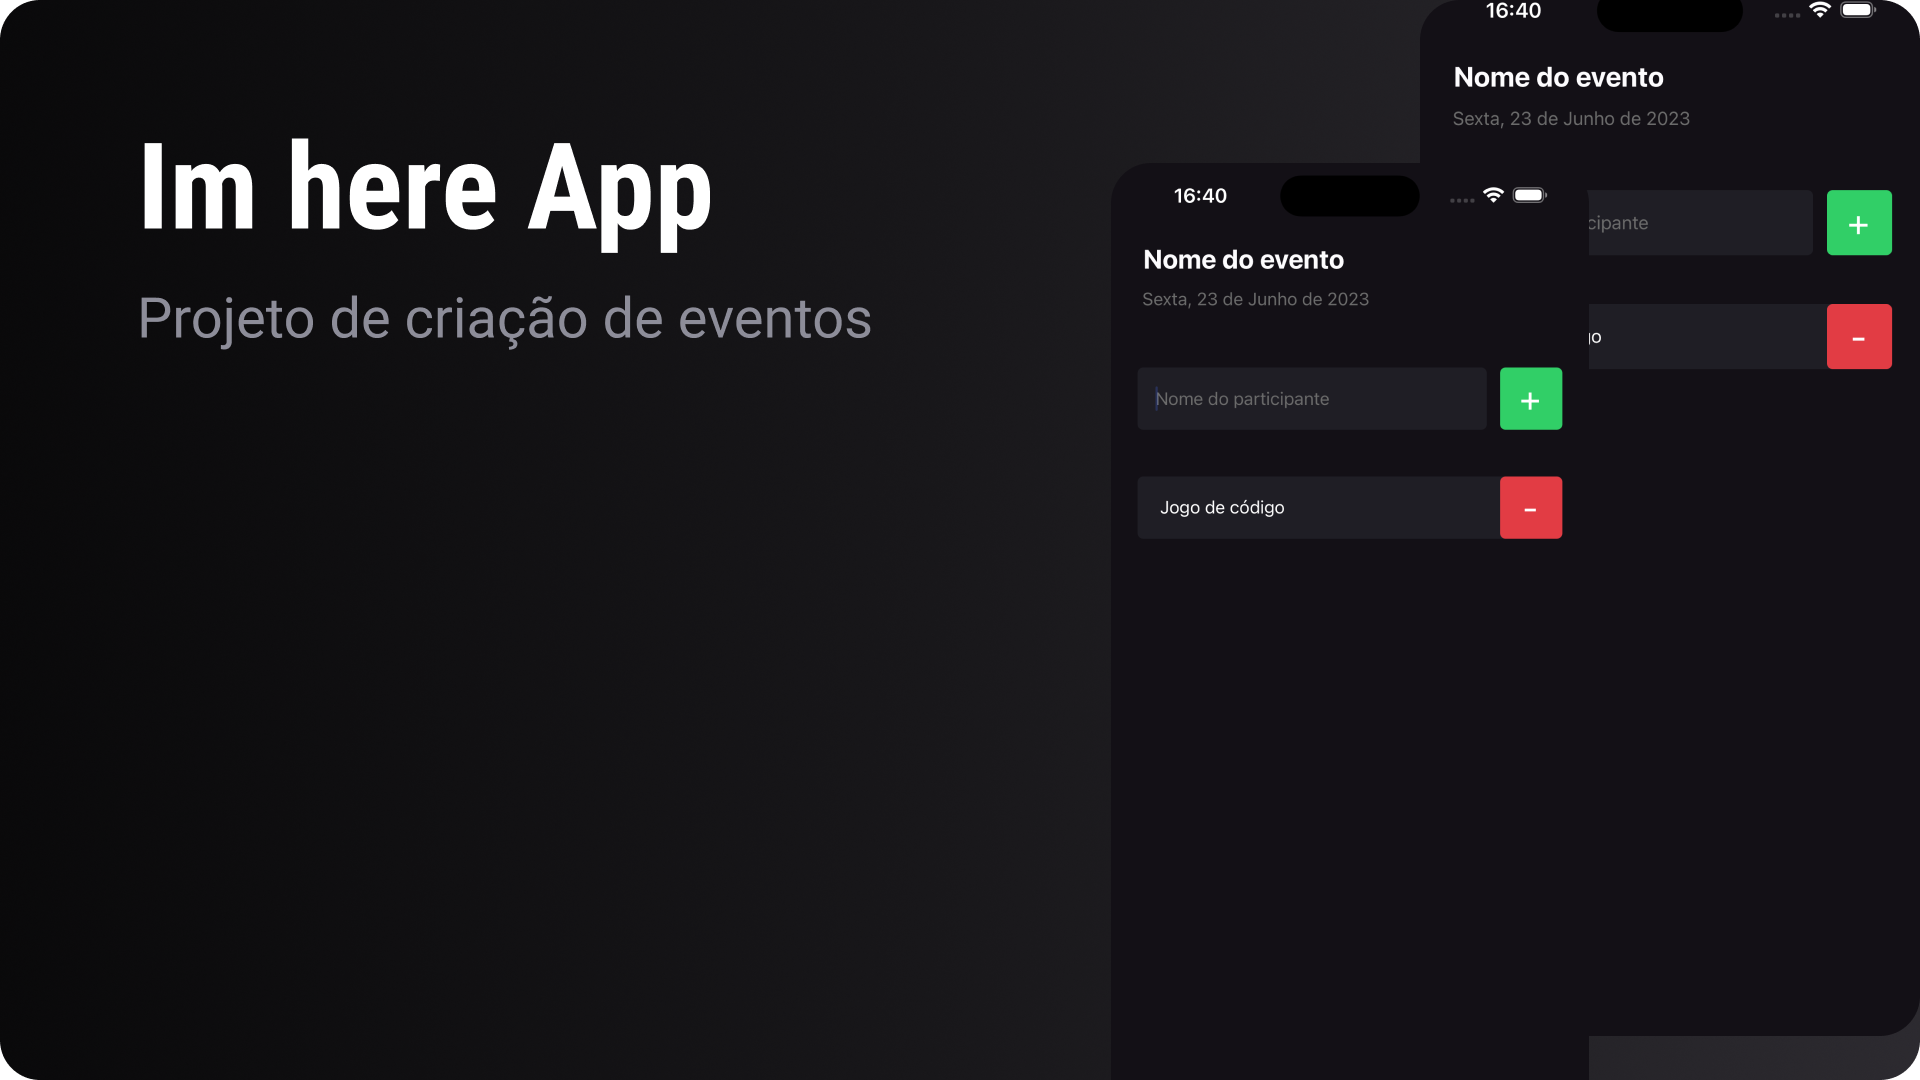 Im here App
Projeto de criação de eventos
16:40
Nome do evento
Sexta, 23 de Junho de 2023
Nome do participante
+
Jogo de código
-
16:40
Nome do evento
Sexta, 23 de Junho de 2023
cipante
+
go
-